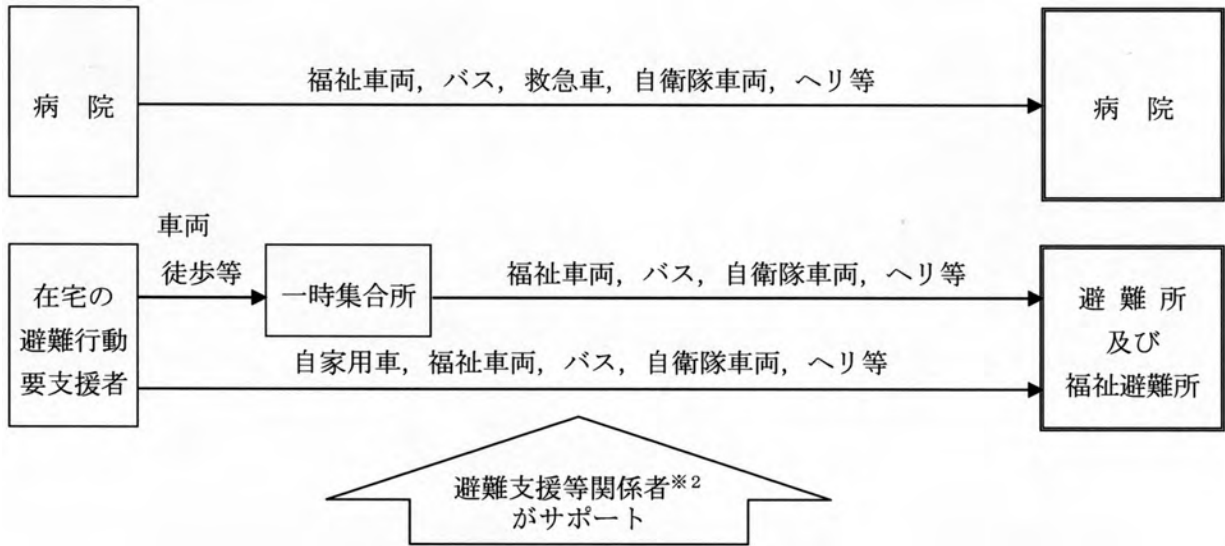 福祉車両，バス，救急車，自衛隊車両，ヘリ等
病　院
病　院
車両
徒歩等
一時集合所
福祉車両，バス，自衛隊車両，ヘリ等
在宅の
避難行動
要支援者
自家用車，福祉車両，バス，自衛隊車両，ヘリ等
避 難 所
及び
福祉避難所
避難支援等関係者※2
がサポート